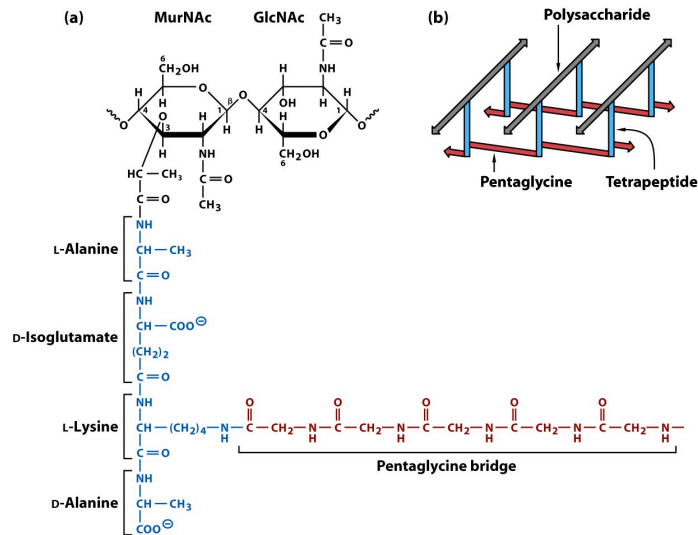 (a)
MurNAc
GlcNAc
CH3
C=O
NH
6
CH2OH
H
O
H
H
O
β
H
H
H
4
O
3
H
1
H
OH
4
H
1
H
O
O
H
NH
CH2OH
6
HC—CH3
C=O
C=O
CH3
NH
L-Alanine
CH—CH3
C=O
NH
D-Isoglutamate
CH—COO⊖
(CH2)2
C=O
NH
L-Lysine
CH—(CH2)4—N—C—CH2—N—C—CH2—N—C—CH2—N—C—CH2—N—C—CH2—N—
O O O O O
H H H H H H
C=O
Pentaglycine bridge
NH
D-Alanine
CH—CH3
COO⊖
(b)
Polysaccharide
Pentaglycine
Tetrapeptide